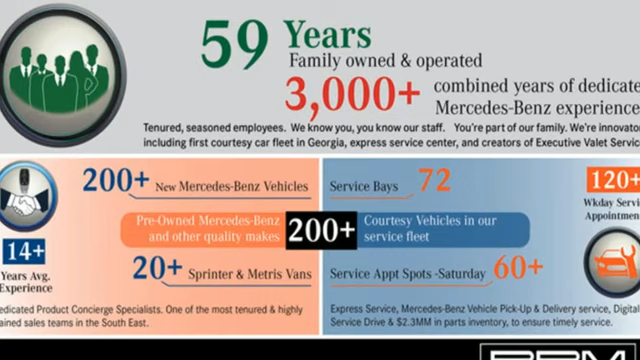 59 Years
Family owned & operated
3,000+ combined years of dedicate
Mercedes-Benz experience
Tenured, seasoned employees. We know you, you know our staff. You're part of our family. We're innovato
including first courtesy car fleet in Georgia, express service center, and creators of Executive Valet Servic
200+ New Mercedes-Benz Vehicles
Pre-Owned Mercedes-Benz
and other quality makes
200+
20+ Sprinter & Metris Vans
14+
Years Avg.
Experience
edicated Product Concierge Specialists. One of the most tenured & highly
ained sales teams in the South East.
Service Bays 72
Courtesy Vehicles in our
service fleet
Service Appt Spots -Saturday 60+
120+
Wkday Servi
Appointmen
Express Service, Mercedes-Benz Vehicle Pick-Up & Delivery service, Digital
Service Drive & $2.3MM in parts inventory, to ensure timely service.